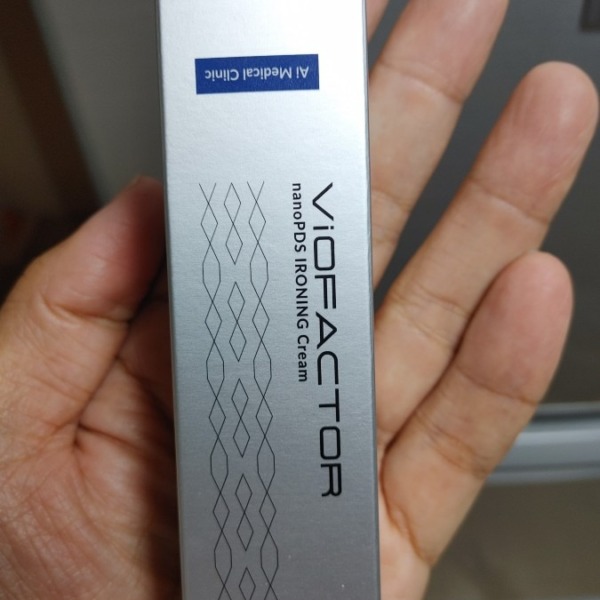 Ai Medical Clinic
ViOFACTOR
nanoPDS IRONING Cream